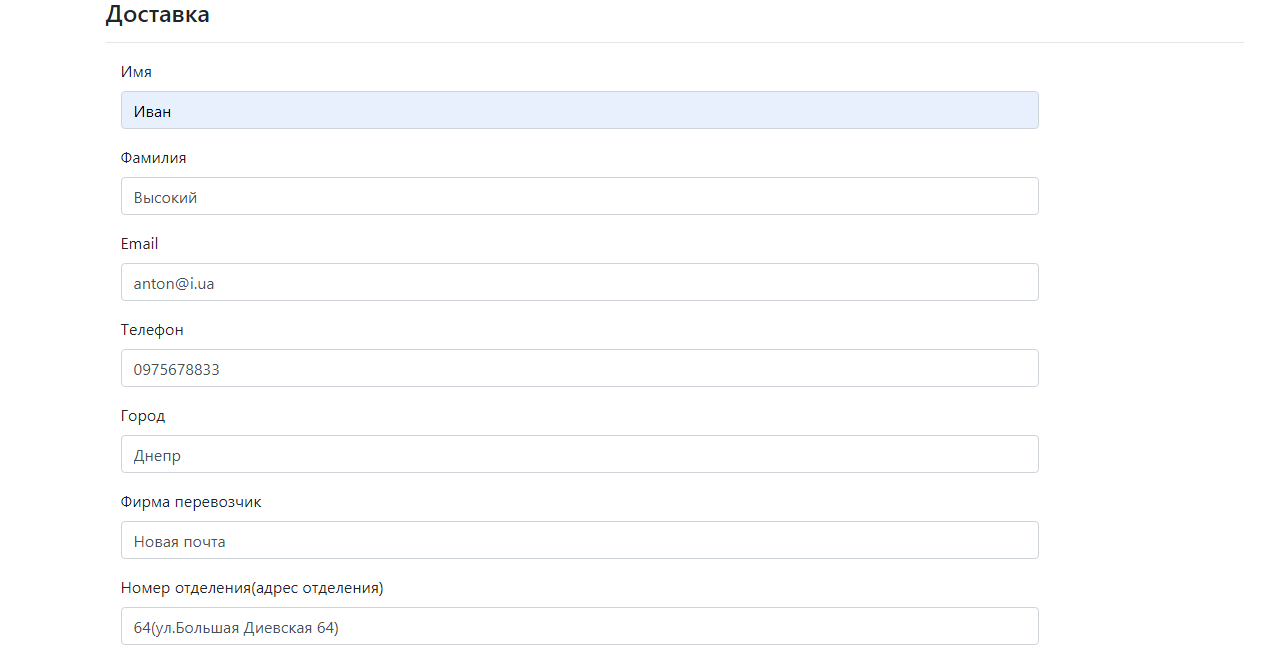 Доставка
Имя
Иван
Фамилия
Высокий
Email
anton@i.ua
Телефон
0975678833
Город
Днепр
Фирма перевозчик
Новая почта
Номер отделения(адрес отделения)
64(ул.Большая Диевская 64)